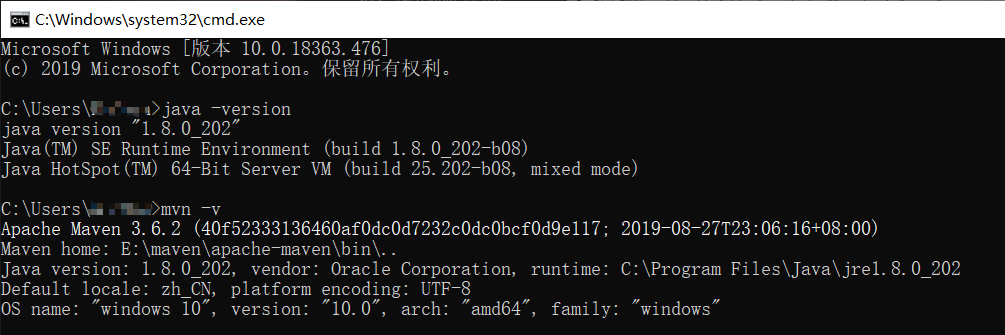 C:\Windows\system32\cmd.exe
Microsoft Windows [版本 10.0.18363.476]
(c) 2019 Microsoft Corporation。保留所有权利。
C:\Users\>java -version
java version "1.8.0_202"
Java(TM) SE Runtime Environment (build 1.8.0_202-b08)
Java HotSpot(TM) 64-Bit Server VM (build 25.202-b08, mixed mode)
C:\Users\>mvn -v
Apache Maven 3.6.2 (40f52333136460af0dc0d7232c0dc0bcf0d9e117; 2019-08-27T23:06:16+08:00)
Maven home: E:\maven\apache-maven\bin\..
Java version: 1.8.0_202, vendor: Oracle Corporation, runtime: C:\Program Files\Java\jre1.8.0_202
Default locale: zh_CN, platform encoding: UTF-8
OS name: "windows 10", version: "10.0", arch: "amd64", family: "windows"